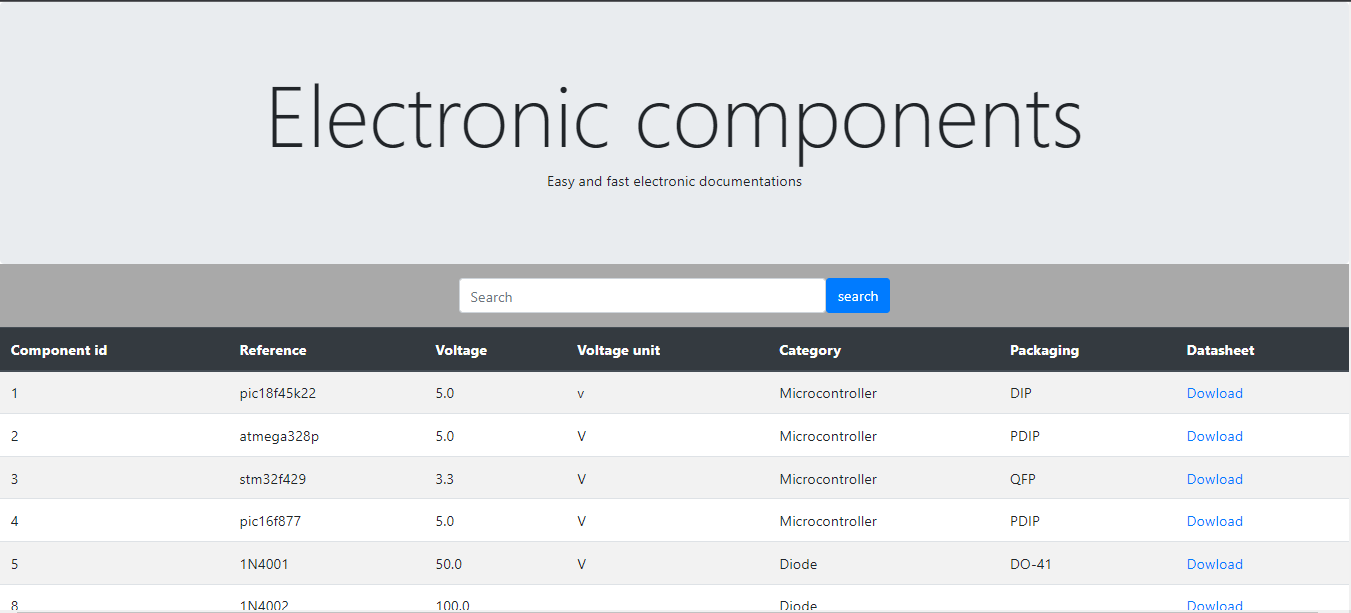 Electronic components
Easy and fast electronic documentations
Search search
Component id Reference Voltage Voltage unit Category Packaging Datasheet
1 pic18f45k22 5.0 v Microcontroller DIP Dowload
2 atmega328p 5.0 V Microcontroller PDIP Dowload
3 stm32f429 3.3 V Microcontroller QFP Dowload
4 pic16f877 5.0 V Microcontroller PDIP Dowload
5 1N4001 50.0 V Diode DO-41 Dowload
8 1N4002 100.0 Diode Dowload